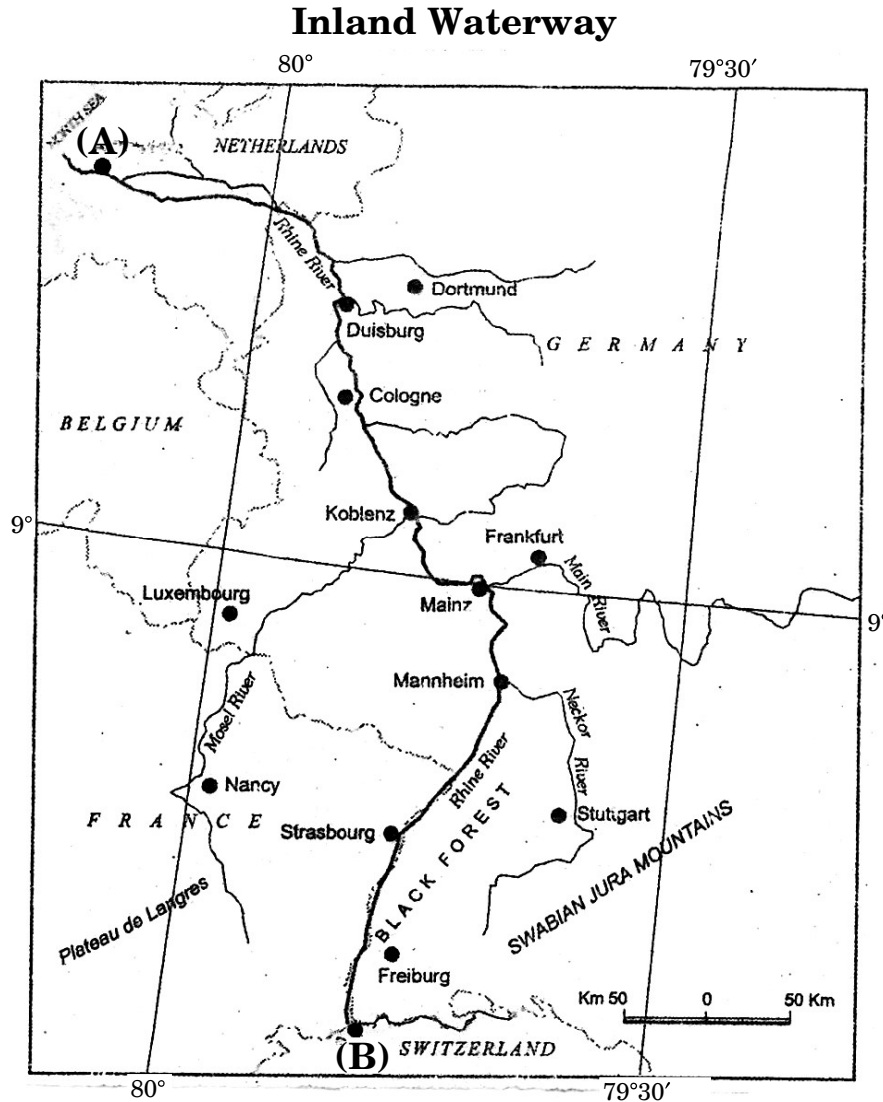 Inland Waterway
80°
79°30′
NORTH SEA
(A)
NETHERLANDS
Rhine River
Dortmund
Duisburg
G E R M A N Y
Cologne
BELGIUM
Koblenz
9°
Frankfurt
Main River
Luxembourg
Mainz
9°
Mannheim
Mosel River
Neckor River
Rhine River
Nancy
F R A N C E
Strasbourg
Stuttgart
BLACK FOREST
SWABIAN JURA MOUNTAINS
Plateau de Langres
Freiburg
Km 50 0 50 Km
(B)
SWITZERLAND
80°
79°30′